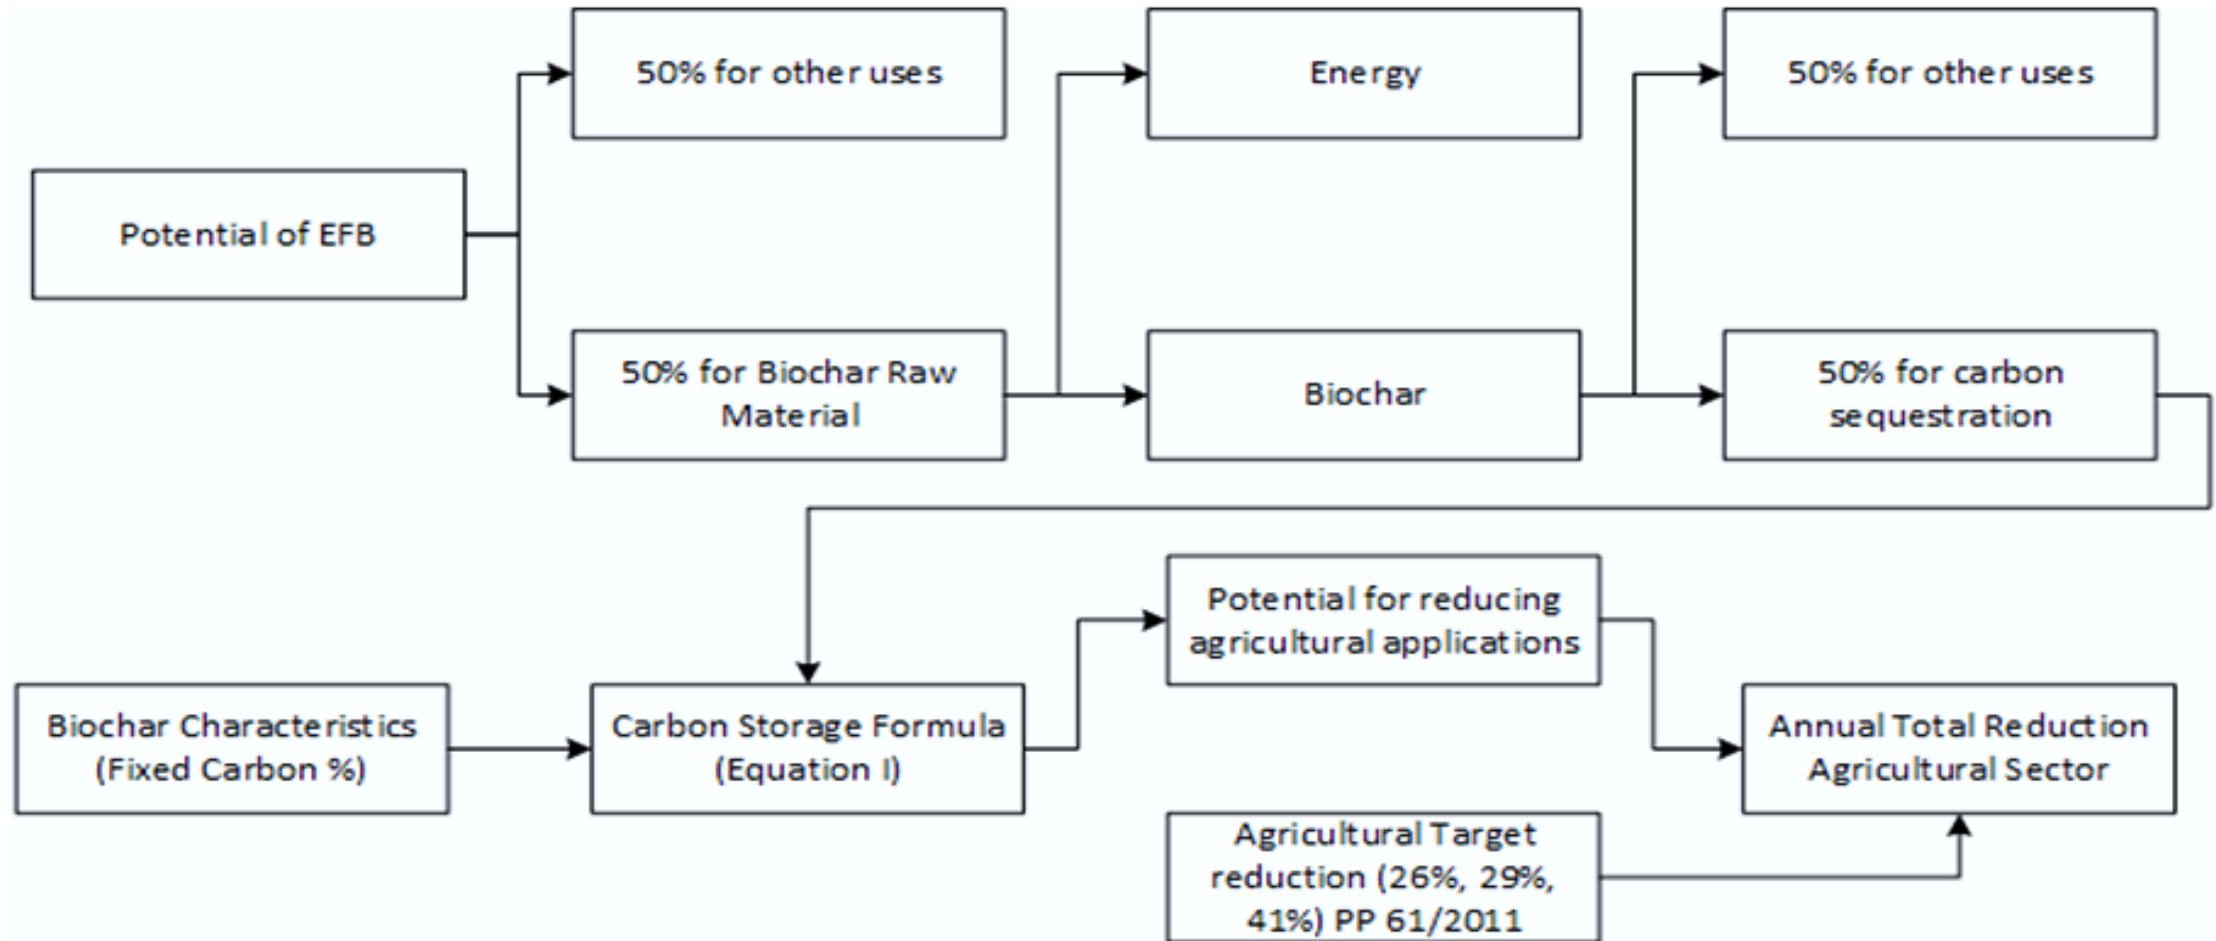 50% for other uses
Energy
50% for other uses
Potential of EFB
50% for Biochar Raw
Material
Biochar
50% for carbon
sequestration
Potential for reducing
agricultural applications
Biochar Characteristics
(Fixed Carbon %)
Carbon Storage Formula
(Equation I)
Annual Total Reduction
Agricultural Sector
Agricultural Target
reduction (26%, 29%,
41%) PP 61/2011